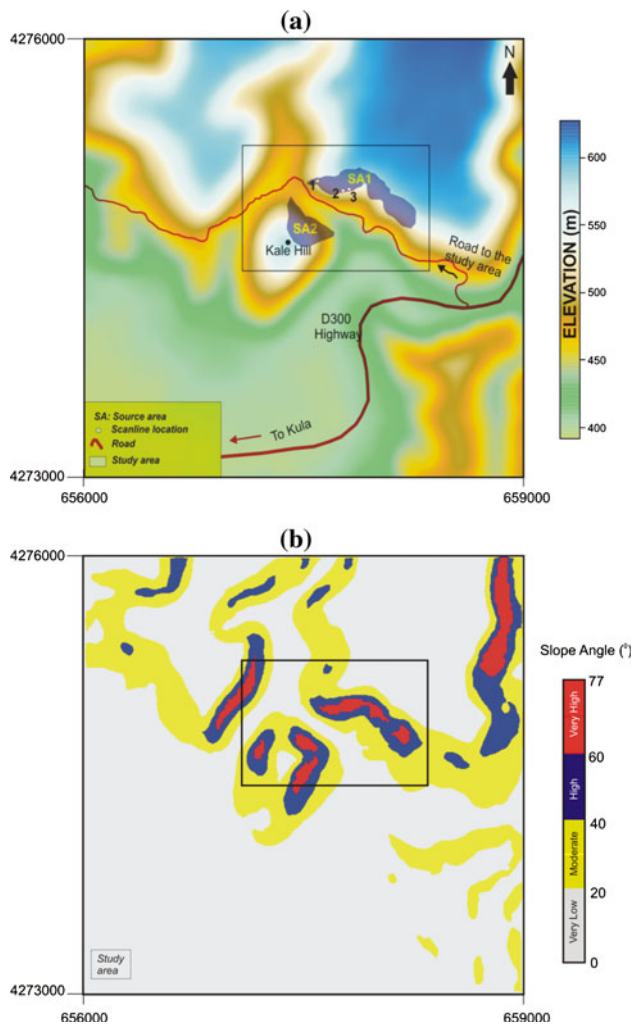 (a)
4276000
N
SA1
1
2
3
SA2
Kale Hill
Road to the
study area
D300
Highway
To Kula
SA: Source area
Scanline location
Road
Study area
4273000
656000
659000
ELEVATION (m)
600
550
500
450
400
(b)
4276000
Slope Angle (°)
77
Very High
60
High
40
Moderate
20
Very Low
0
Study
area
4273000
656000
659000